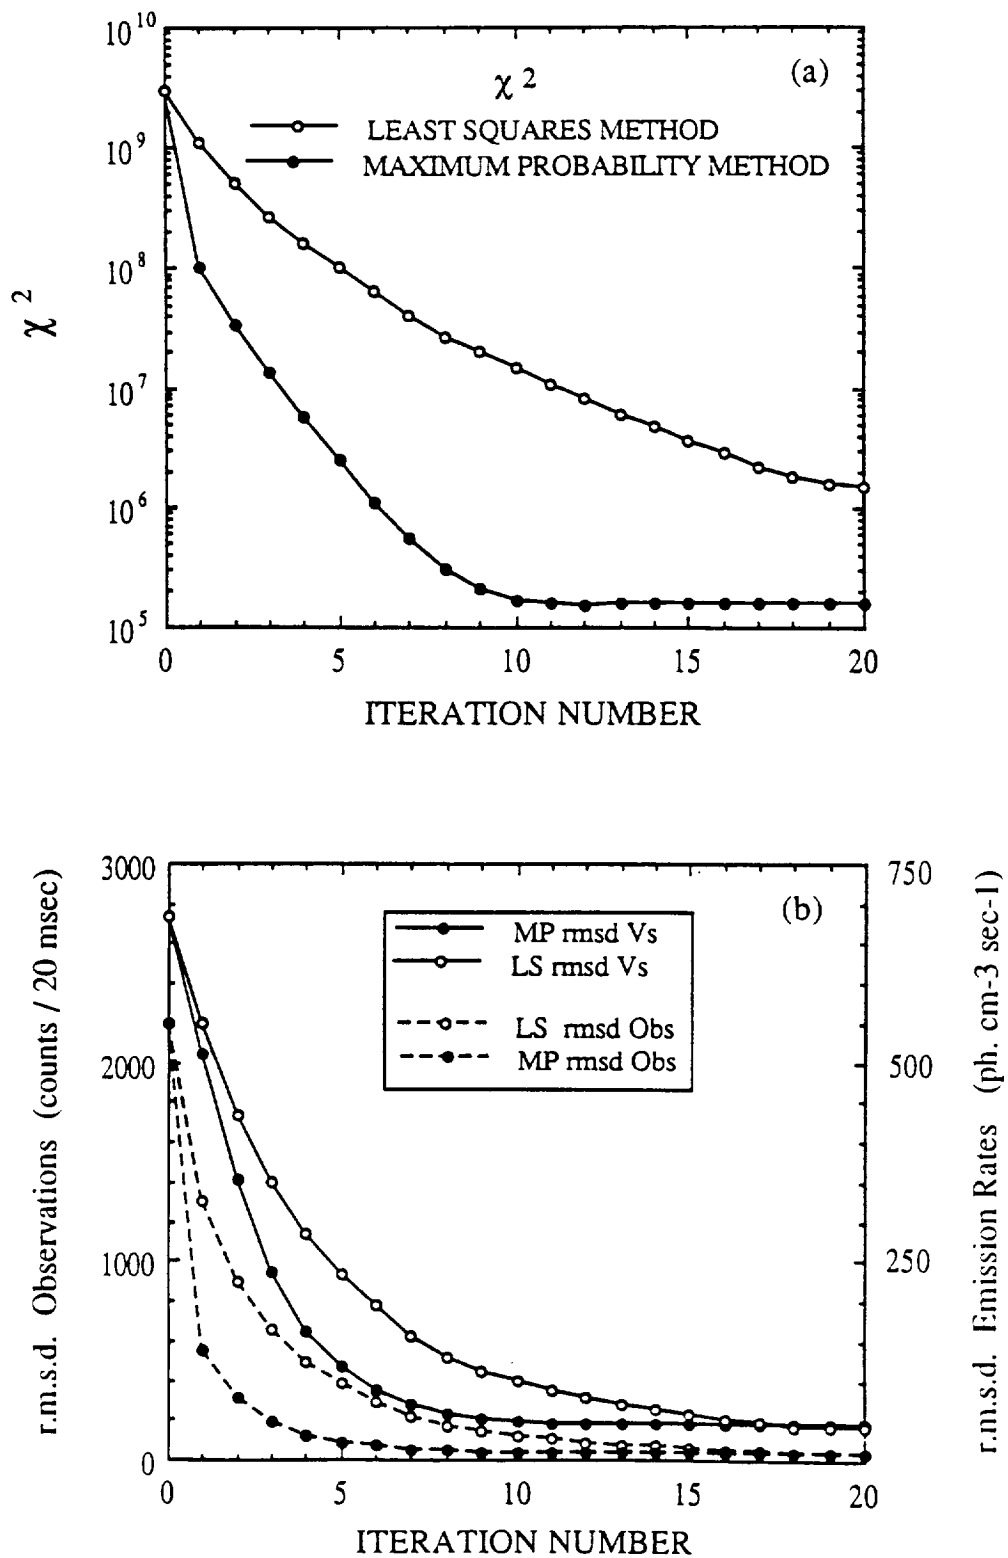 10^10
(a)
χ^2
LEAST SQUARES METHOD
10^9
MAXIMUM PROBABILITY METHOD
10^8
χ^2
10^7
10^6
10^5
0 5 10 15 20
ITERATION NUMBER
3000 750
(b)
MP rmsd Vs
LS rmsd Vs
LS rmsd Obs
MP rmsd Obs
2000 500
1000 250
0
r.m.s.d. Observations (counts / 20 msec)
r.m.s.d. Emission Rates (ph. cm-3 sec-1)
0 5 10 15 20
ITERATION NUMBER